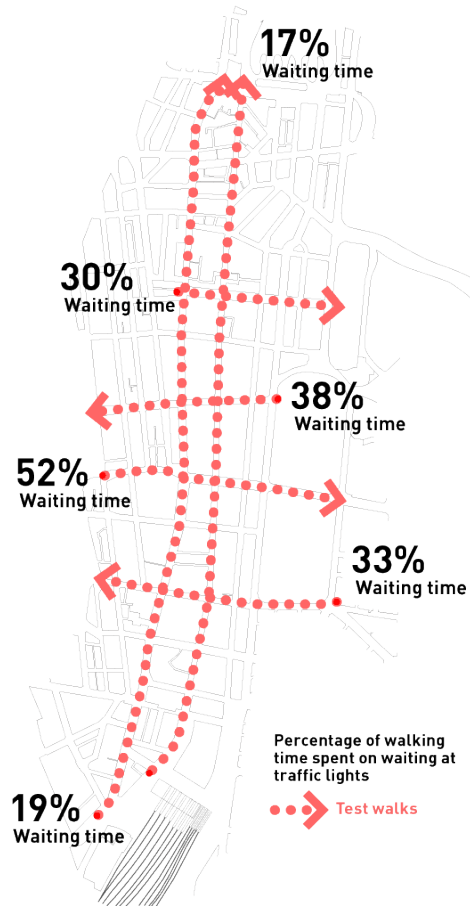 17%
Waiting time
30%
Waiting time
38%
Waiting time
52%
Waiting time
33%
Waiting time
Percentage of walking
time spent on waiting at
traffic lights
Test walks
19%
Waiting time